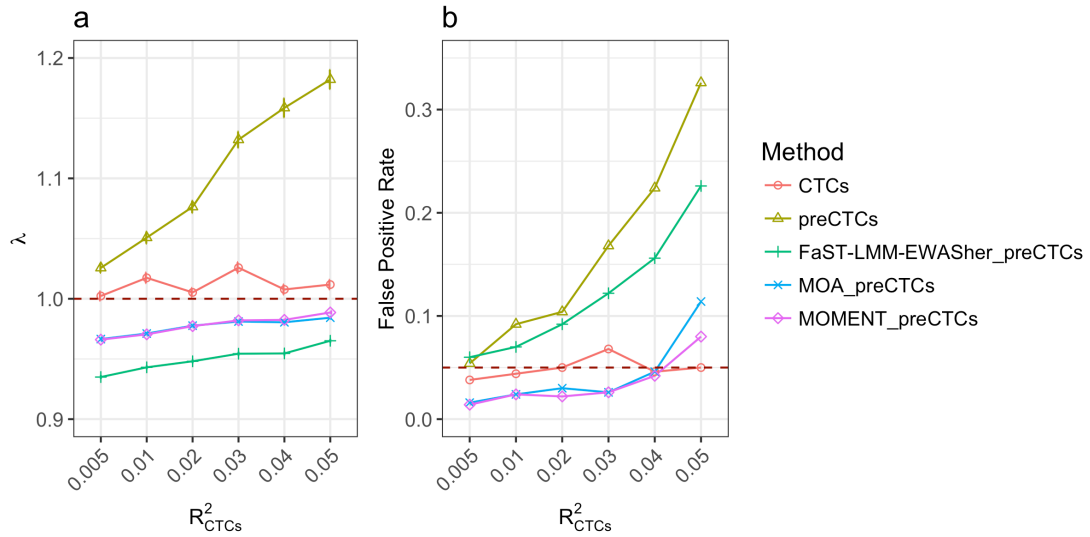 a
b
1.2
1.1
1.0
0.9
λ
0.005
0.01
0.02
0.03
0.04
0.05
R²CTCs
0.3
0.2
0.1
0.0
False Positive Rate
0.005
0.01
0.02
0.03
0.04
0.05
R²CTCs
Method
CTCs
preCTCs
FaST-LMM-EWASher_preCTCs
MOA_preCTCs
MOMENT_preCTCs